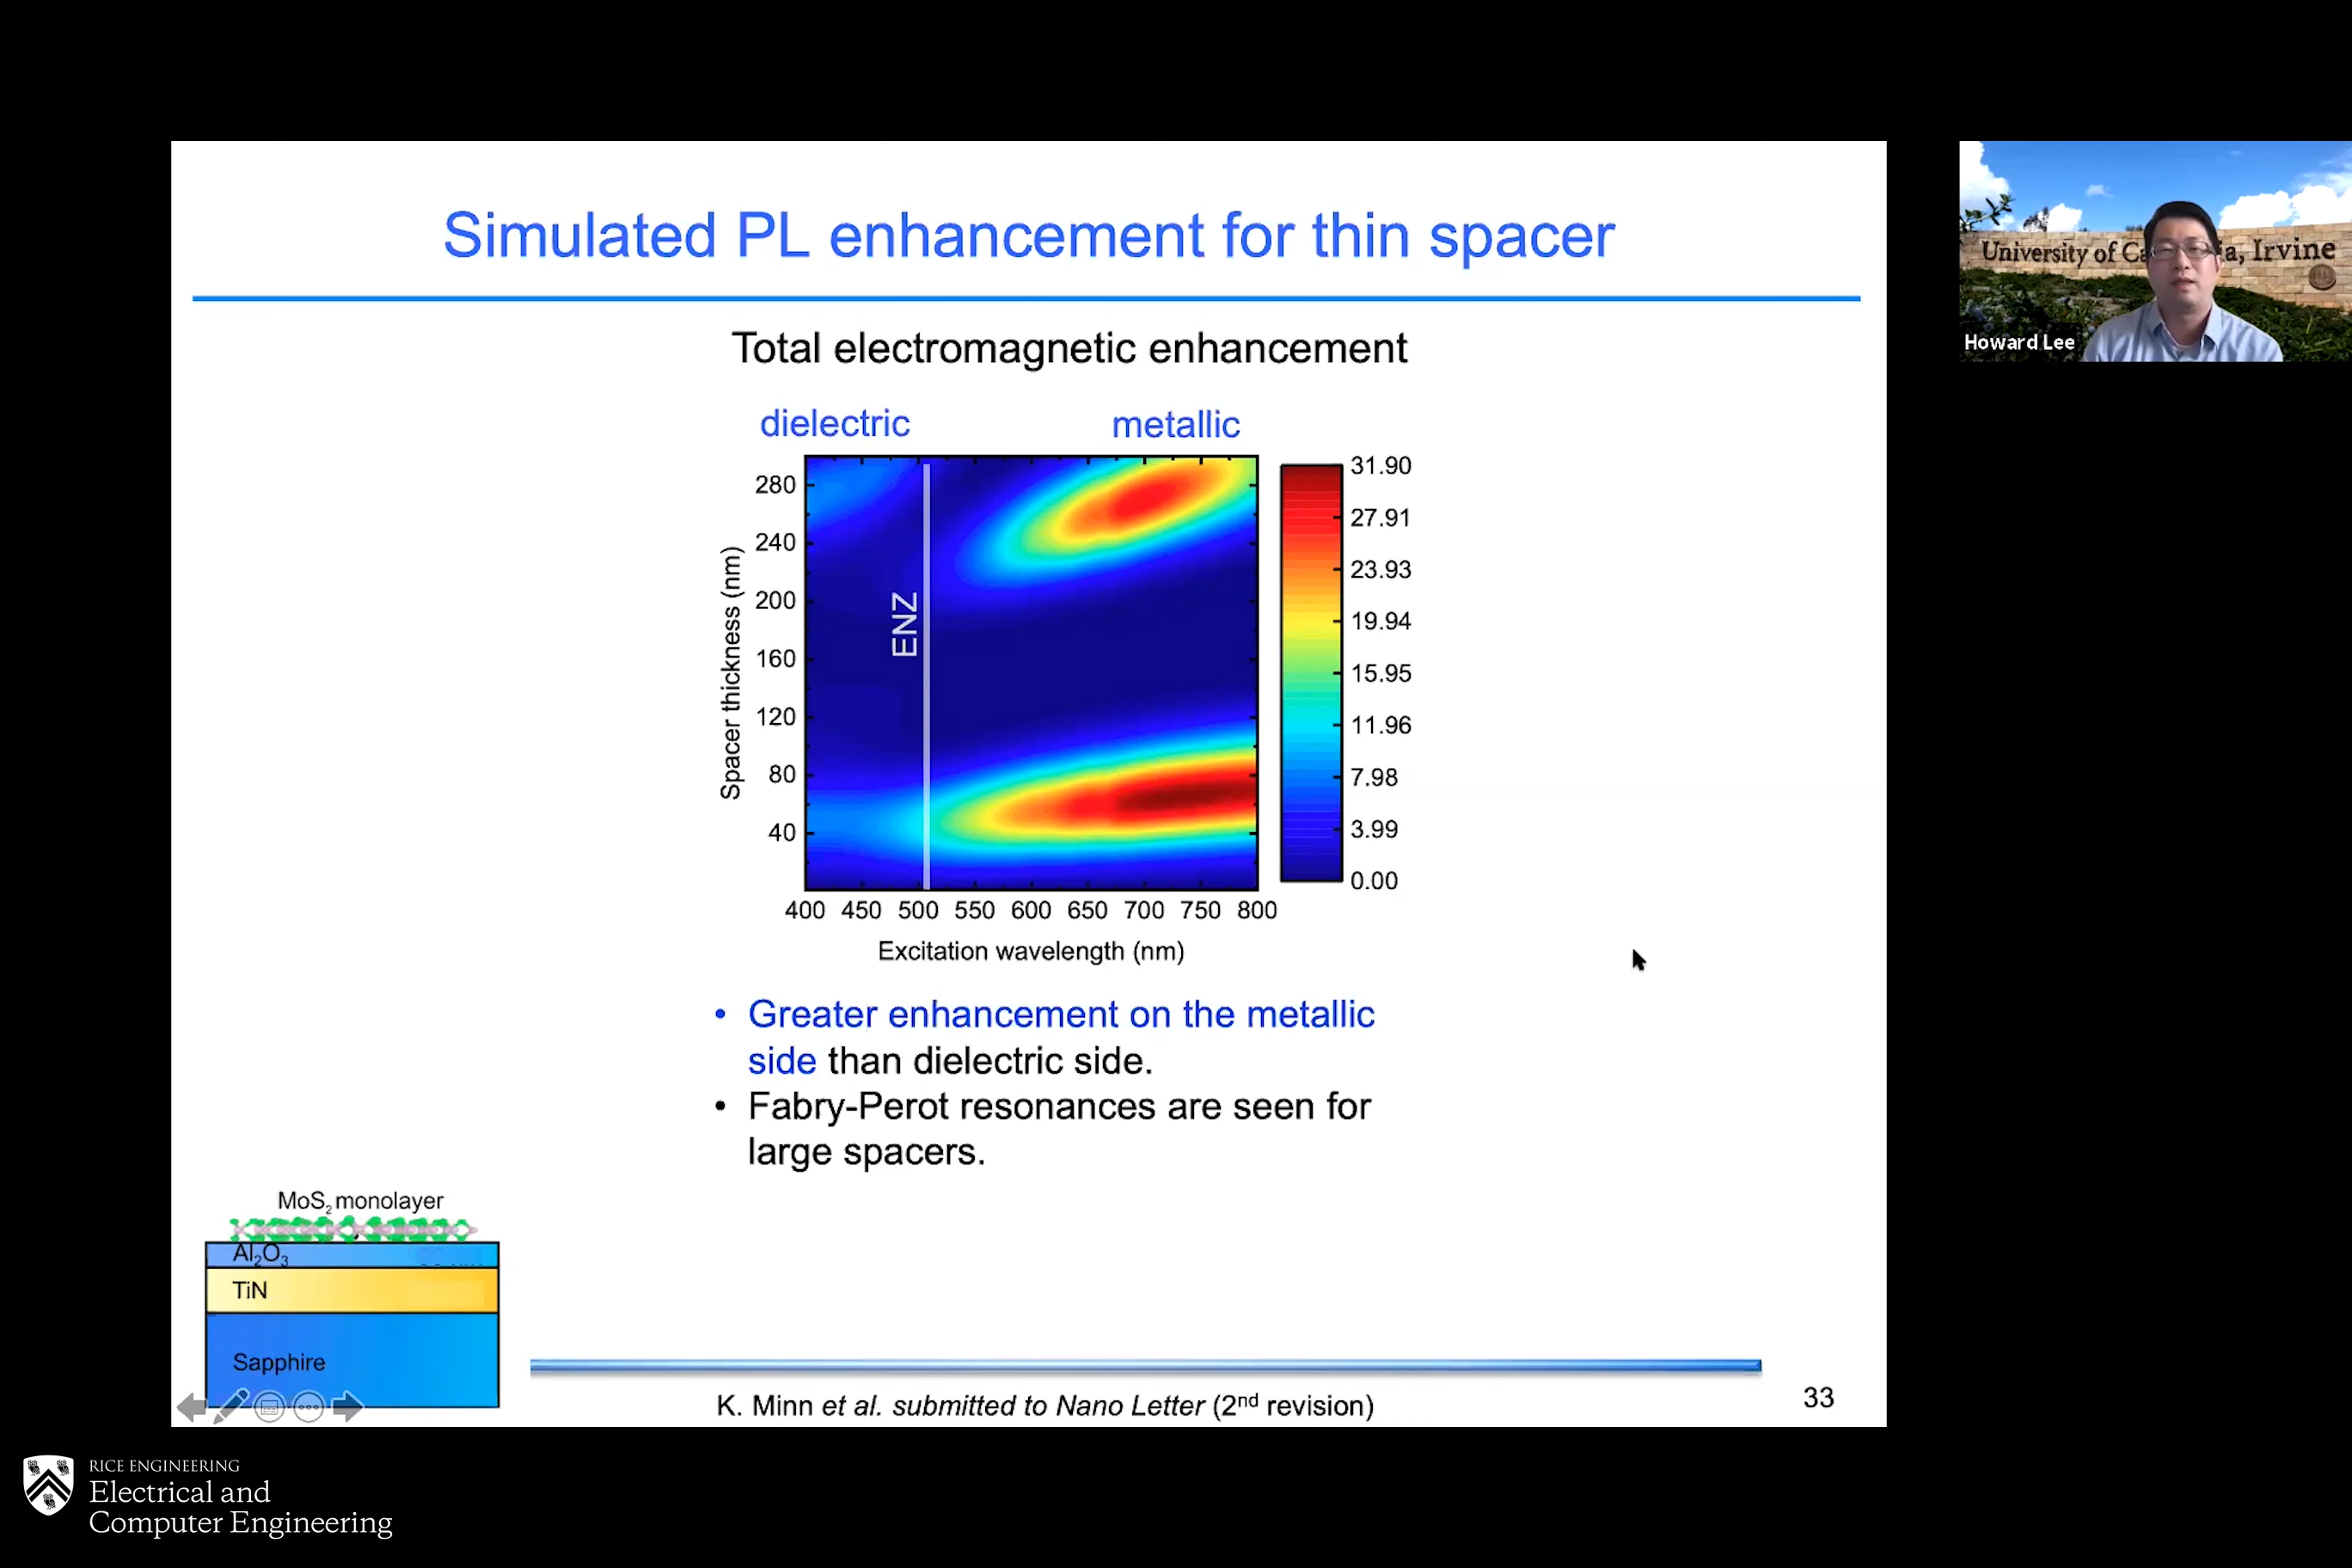 Simulated PL enhancement for thin spacer
Total electromagnetic enhancement
dielectric
metallic
Spacer thickness (nm)
280
240
200
160
120
80
40
ENZ
400 450 500 550 600 650 700 750 800
Excitation wavelength (nm)
31.90
27.91
23.93
19.94
15.95
11.96
7.98
3.99
0.00
• Greater enhancement on the metallic
side than dielectric side.
• Fabry-Perot resonances are seen for
large spacers.
MoS₂ monolayer
Al₂O₃
TiN
Sapphire
K. Minn et al. submitted to Nano Letter (2nd revision)
33
Howard Lee
RICE ENGINEERING
Electrical and
Computer Engineering